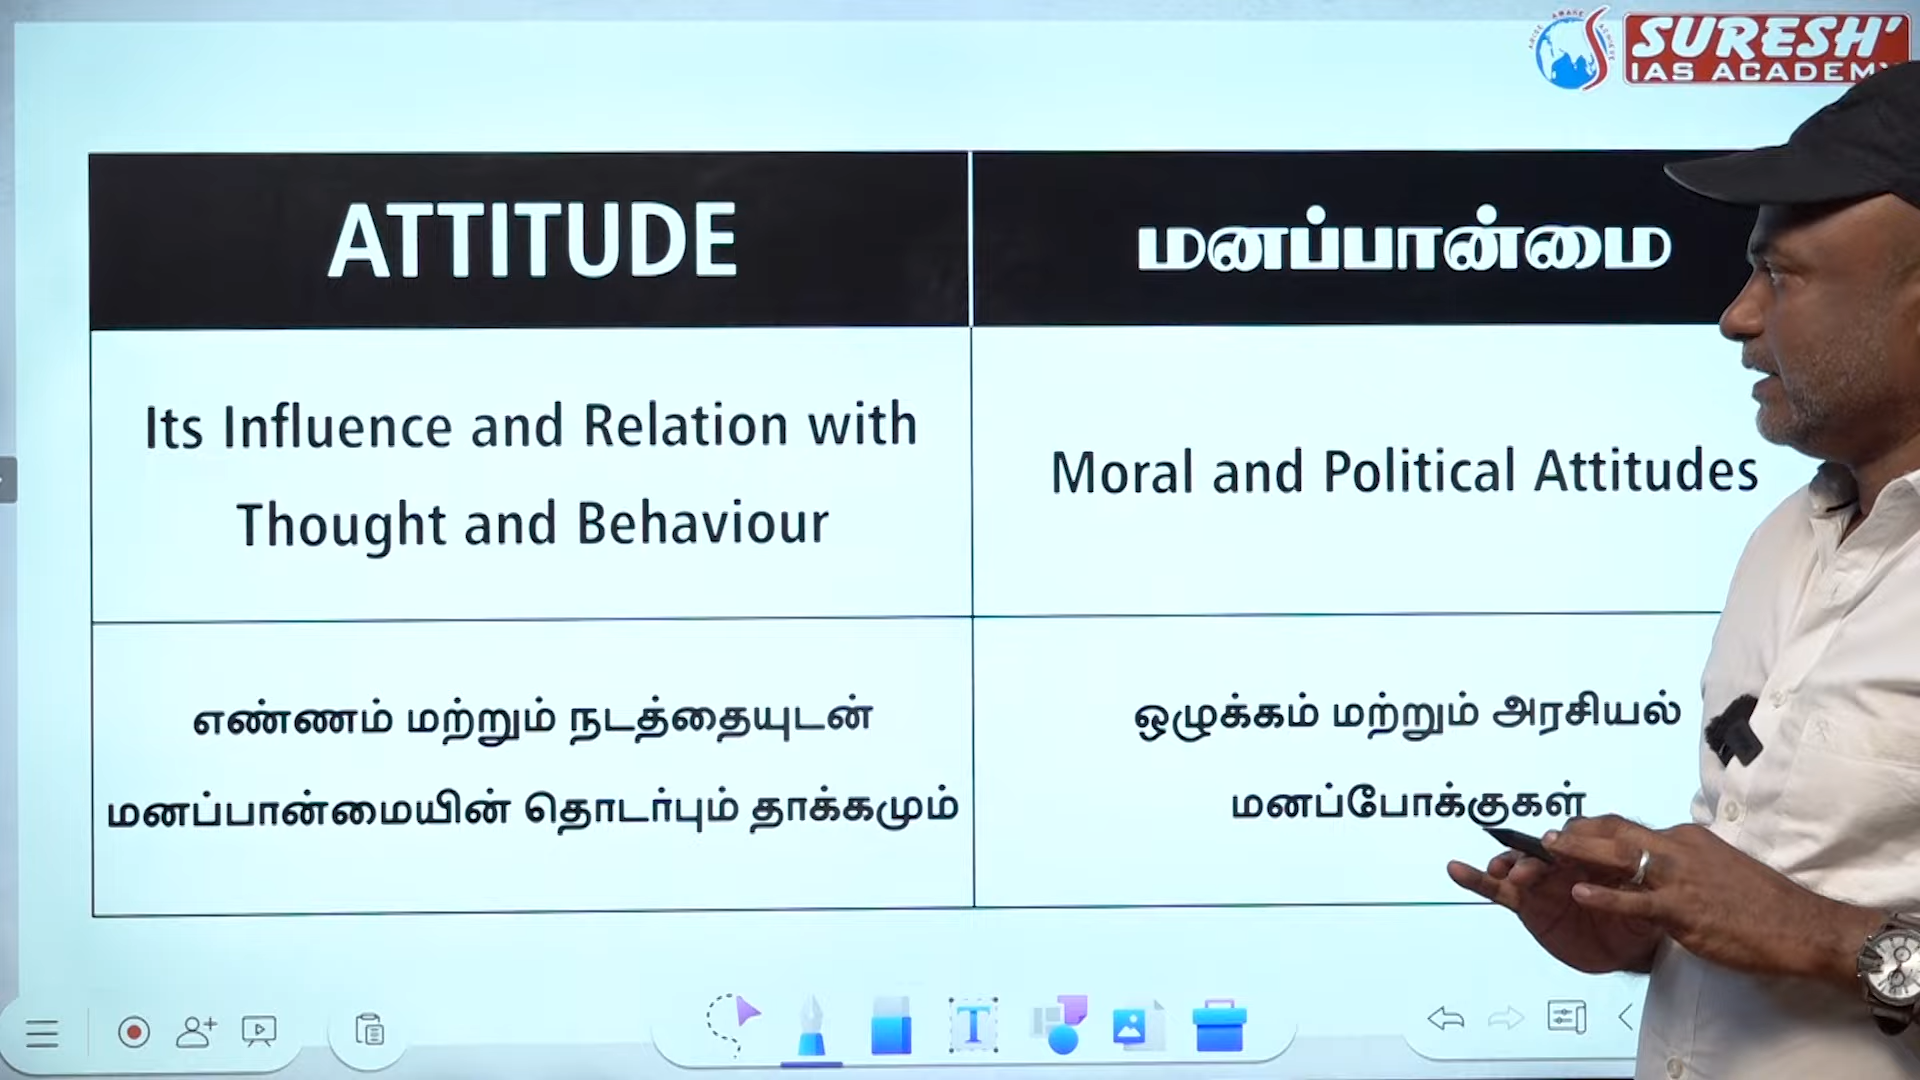 SURESH'
IAS ACADEMY
ATTITUDE
மனப்பான்மை
Its Influence and Relation with
Thought and Behaviour
Moral and Political Attitudes
எண்ணம் மற்றும் நடத்தையுடன்
மனப்பான்மையின் தொடர்பும் தாக்கமும்
ஒழுக்கம் மற்றும் அரசியல்
மனப்போக்குகள்